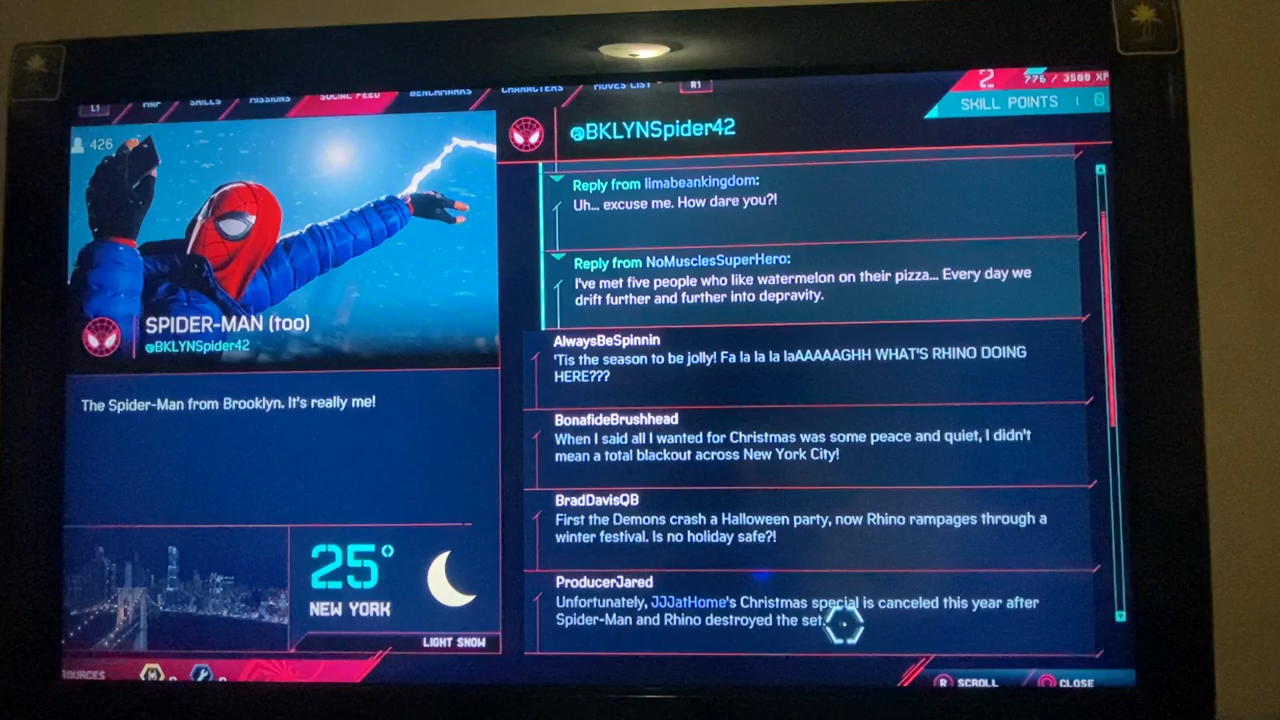 L1
MAP
SKILLS
MISSIONS
SOCIAL FEED
BENCHMARKS
CHARACTERS
MOVES LIST
R1
2
776 / 3500 XP
SKILL POINTS
426
@BKLYNSpider42
Reply from limabeankingdom:
Uh... excuse me. How dare you?!
Reply from NoMusclesSuperHero:
I've met five people who like watermelon on their pizza... Every day we
drift further and further into depravity.
AlwaysBeSpinnin
'Tis the season to be jolly! Fa la la la laAAAAAGHH WHAT'S RHINO DOING
HERE???
BonafideBrushhead
When I said all I wanted for Christmas was some peace and quiet, I didn't
mean a total blackout across New York City!
BradDavisQB
First the Demons crash a Halloween party, now Rhino rampages through a
winter festival. Is no holiday safe?!
ProducerJared
Unfortunately, JJJatHome's Christmas special is canceled this year after
Spider-Man and Rhino destroyed the set.
SPIDER-MAN (too)
@BKLYNSpider42
The Spider-Man from Brooklyn. It's really me!
25°
NEW YORK
LIGHT SNOW
R SCROLL
CLOSE